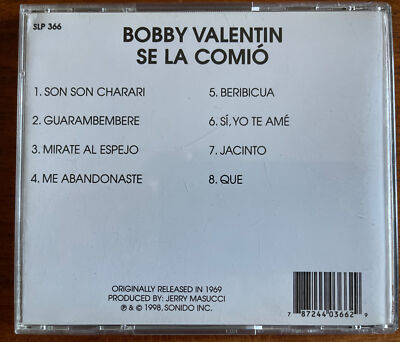 SLP 366
BOBBY VALENTIN
SE LA COMIÓ
1. SON SON CHARARI
2. GUARAMBEMBERE
3. MIRATE AL ESPEJO
4. ME ABANDONASTE
5. BERIBICUA
6. SÍ, YO TE AMÉ
7. JACINTO
8. QUE
ORIGINALLY RELEASED IN 1969
PRODUCED BY: JERRY MASUCCI
℗ & © 1998, SONIDO INC.
7 87244 03662 9